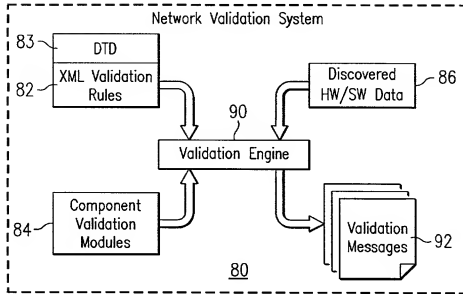 Network Validation System
83
DTD
82
XML Validation
Rules
Discovered
HW/SW Data
86
90
Validation Engine
84
Component
Validation
Modules
Validation
Messages
92
80